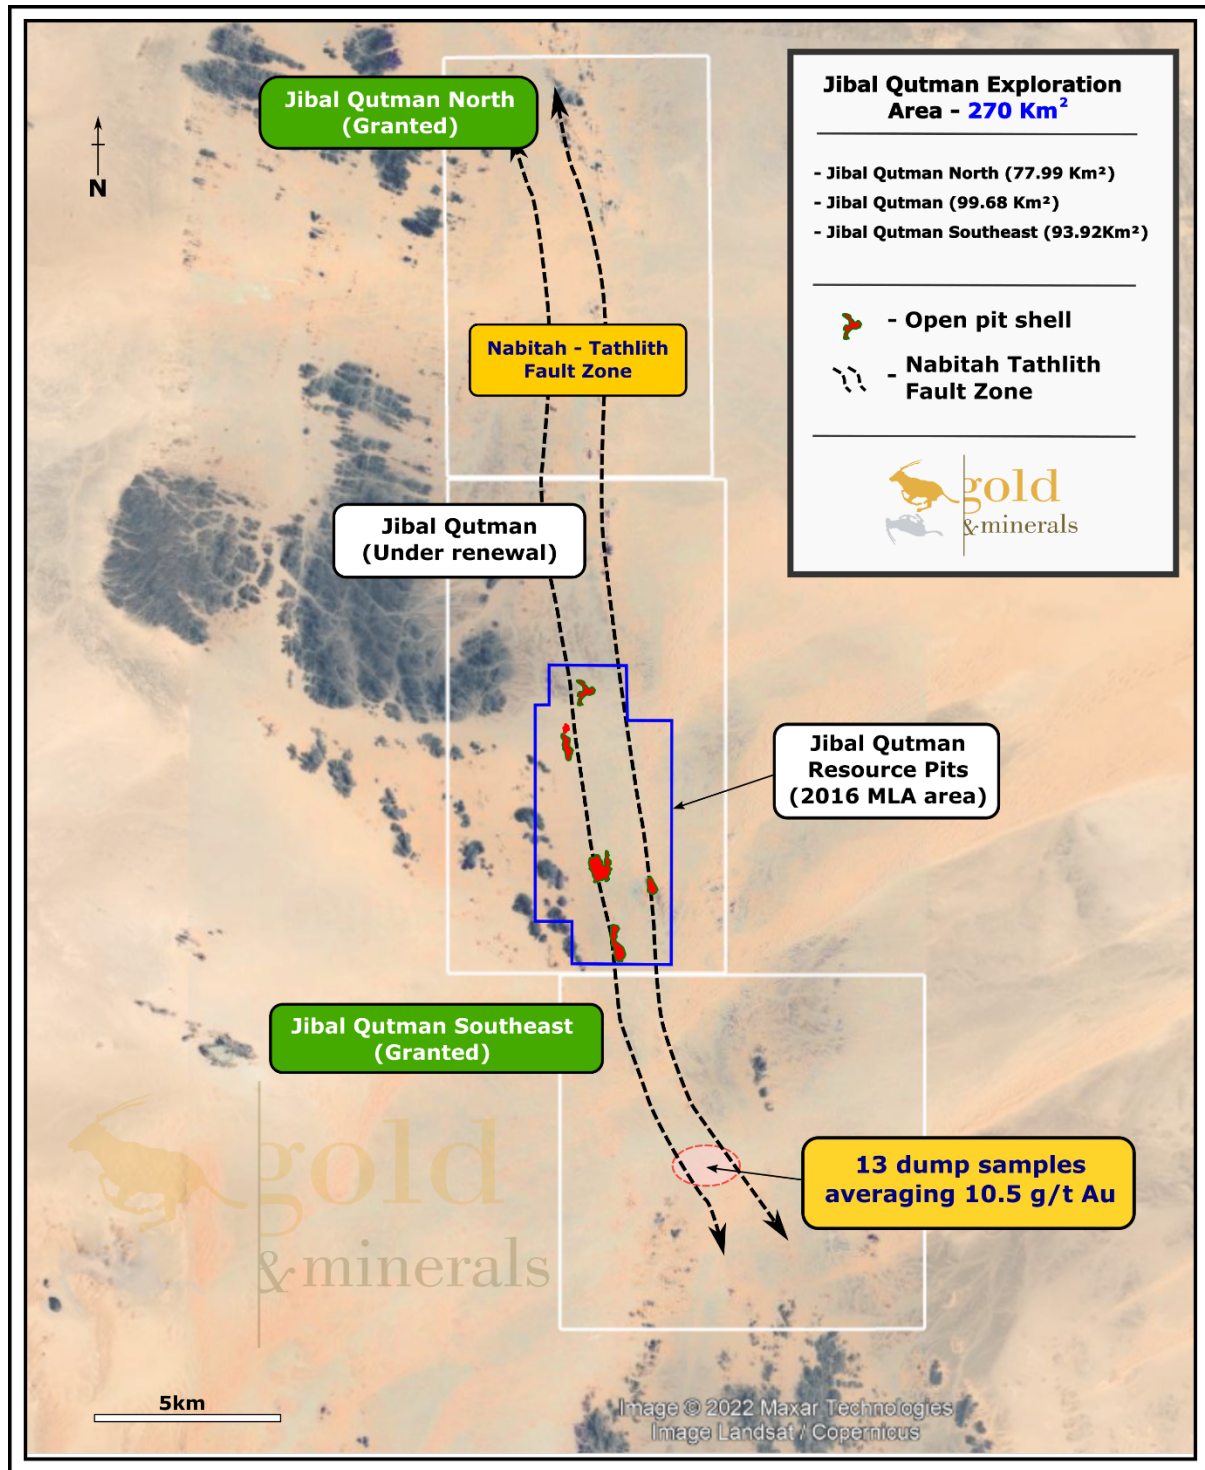 Jibal Qutman North
(Granted)
N
Jibal Qutman Exploration
Area - 270 Km²
- Jibal Qutman North (77.99 Km²)
- Jibal Qutman (99.68 Km²)
- Jibal Qutman Southeast (93.92Km²)
- Open pit shell
- Nabitah Tathlith
Fault Zone
gold
& minerals
Nabitah - Tathlith
Fault Zone
Jibal Qutman
(Under renewal)
Jibal Qutman
Resource Pits
(2016 MLA area)
Jibal Qutman Southeast
(Granted)
13 dump samples
averaging 10.5 g/t Au
gold
& minerals
5km
Image © 2022 Maxar Technologies
Image Landsat / Copernicus